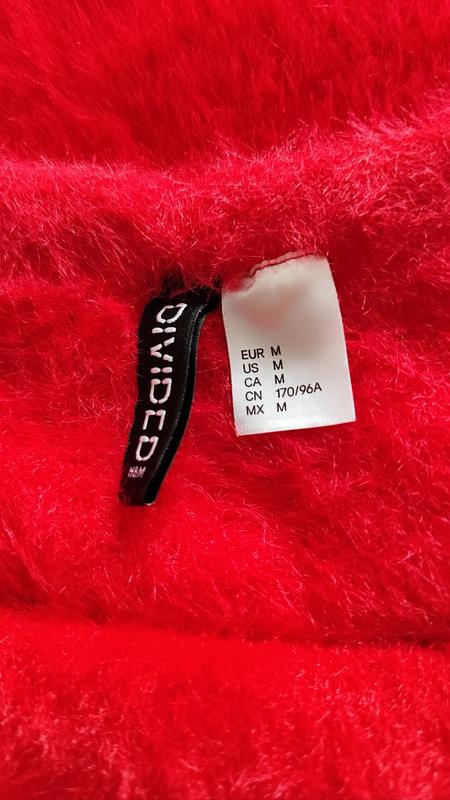 DIVIDED
H&M
EUR M
US M
CA M
CN 170/96A
MX M